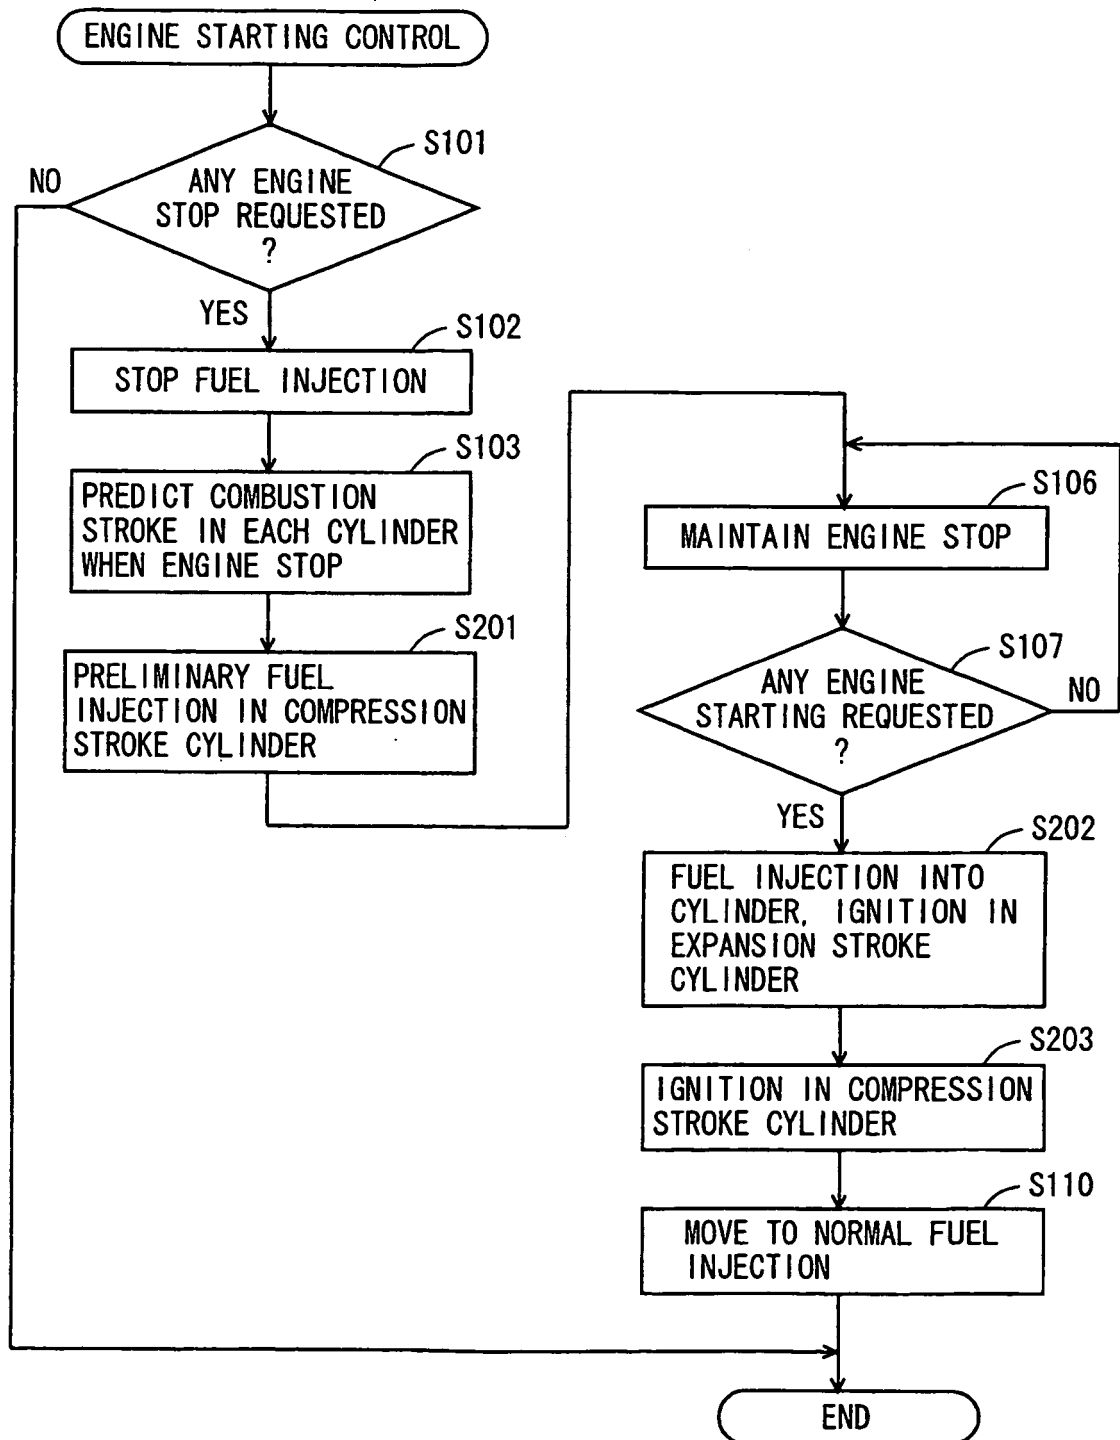 ENGINE STARTING CONTROL
S101
NO
ANY ENGINE
STOP REQUESTED
?
YES
S102
STOP FUEL INJECTION
S103
PREDICT COMBUSTION
STROKE IN EACH CYLINDER
WHEN ENGINE STOP
S201
PRELIMINARY FUEL
INJECTION IN COMPRESSION
STROKE CYLINDER
S106
MAINTAIN ENGINE STOP
S107
ANY ENGINE
STARTING REQUESTED
?
NO
YES
S202
FUEL INJECTION INTO
CYLINDER, IGNITION IN
EXPANSION STROKE
CYLINDER
S203
IGNITION IN COMPRESSION
STROKE CYLINDER
S110
MOVE TO NORMAL FUEL
INJECTION
END